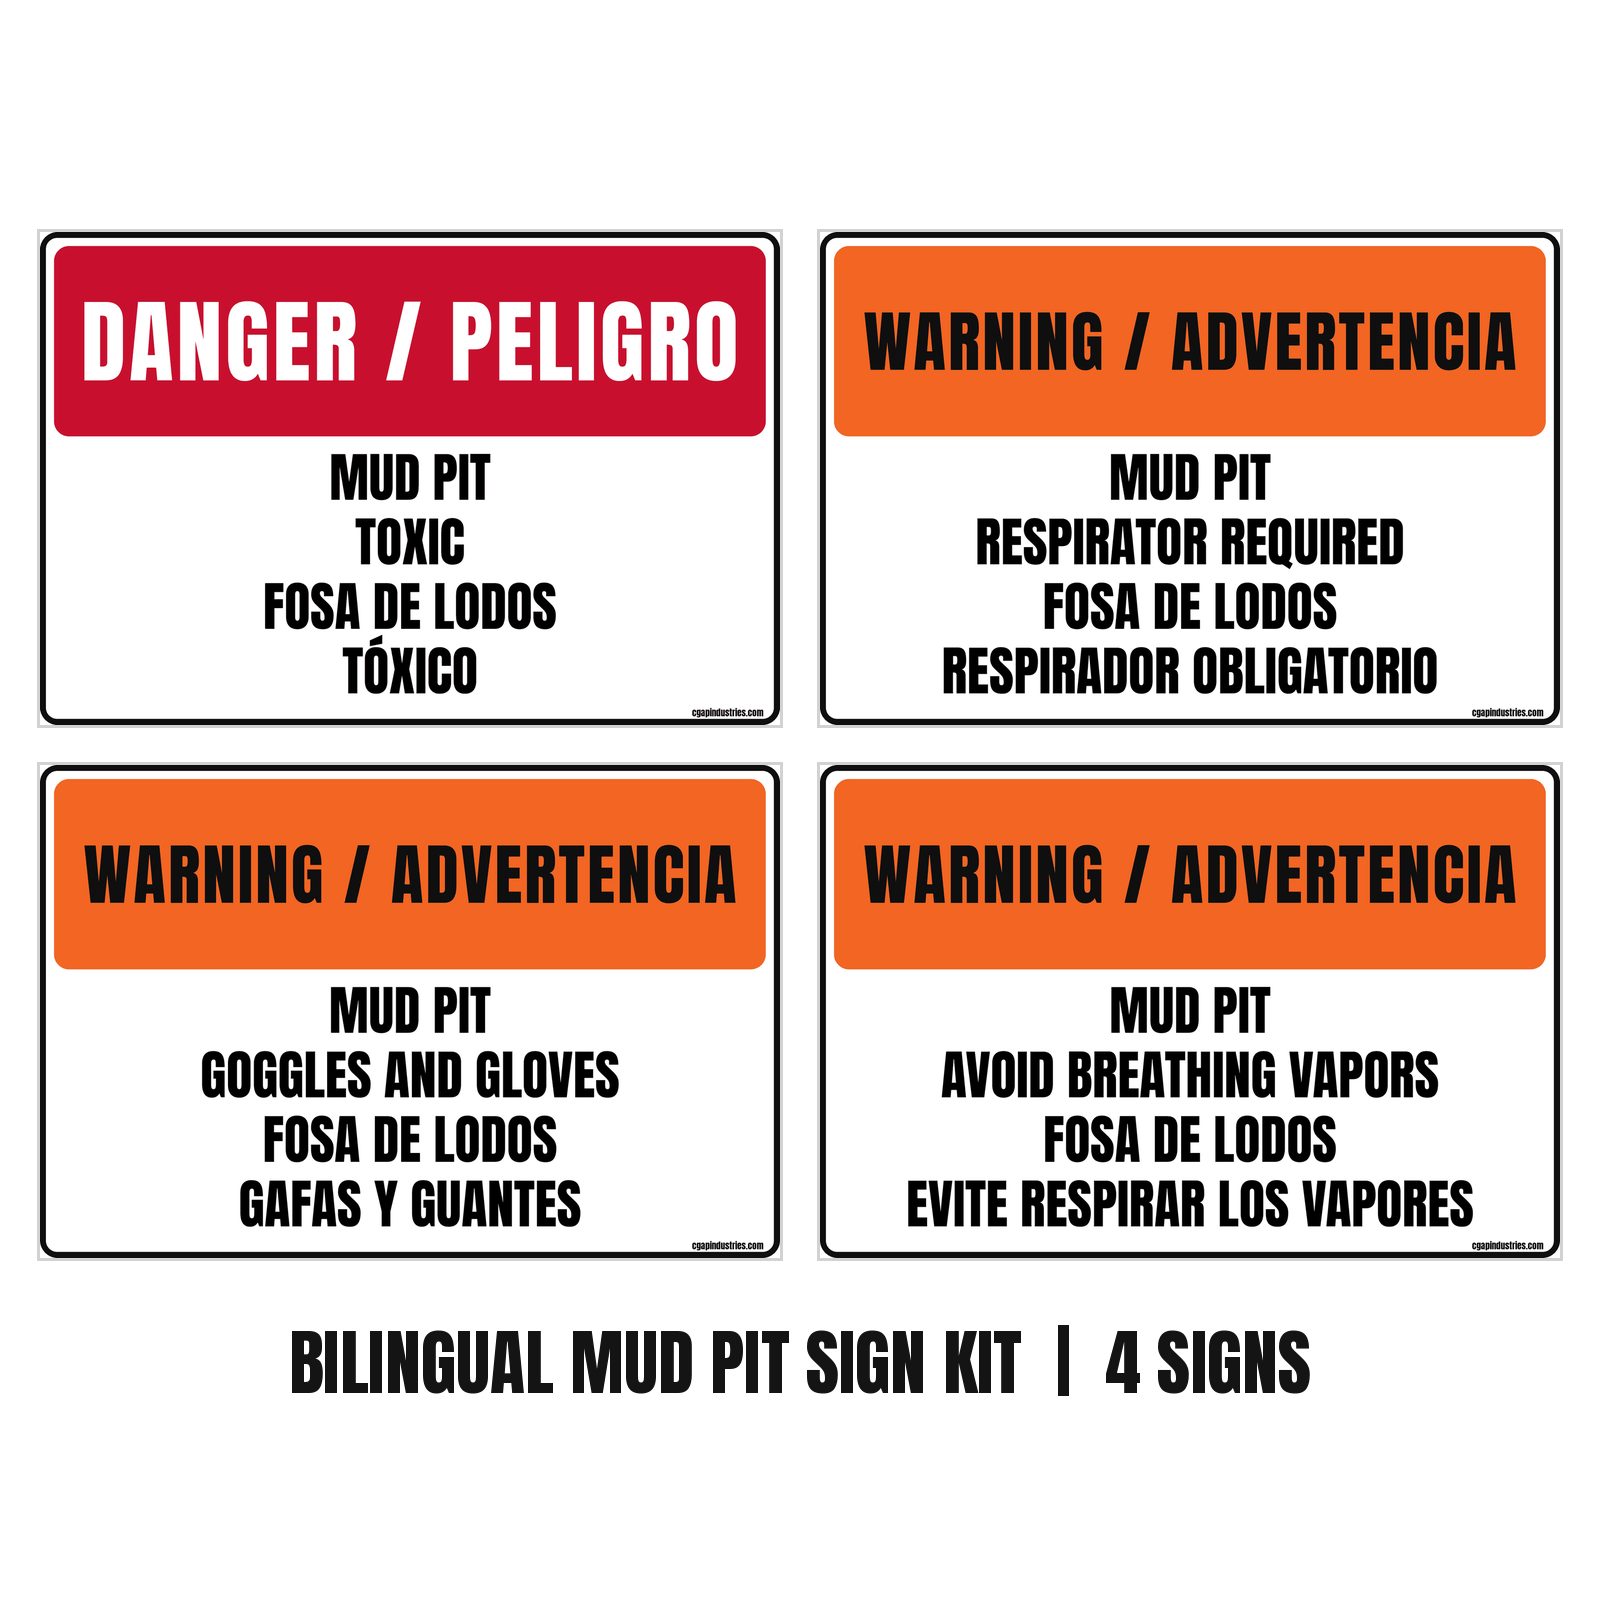 DANGER / PELIGRO
MUD PIT
TOXIC
FOSA DE LODOS
TÓXICO
cgapindustries.com
WARNING / ADVERTENCIA
MUD PIT
RESPIRATOR REQUIRED
FOSA DE LODOS
RESPIRADOR OBLIGATORIO
cgapindustries.com
WARNING / ADVERTENCIA
MUD PIT
GOGGLES AND GLOVES
FOSA DE LODOS
GAFAS Y GUANTES
cgapindustries.com
WARNING / ADVERTENCIA
MUD PIT
AVOID BREATHING VAPORS
FOSA DE LODOS
EVITE RESPIRAR LOS VAPORES
cgapindustries.com
BILINGUAL MUD PIT SIGN KIT | 4 SIGNS